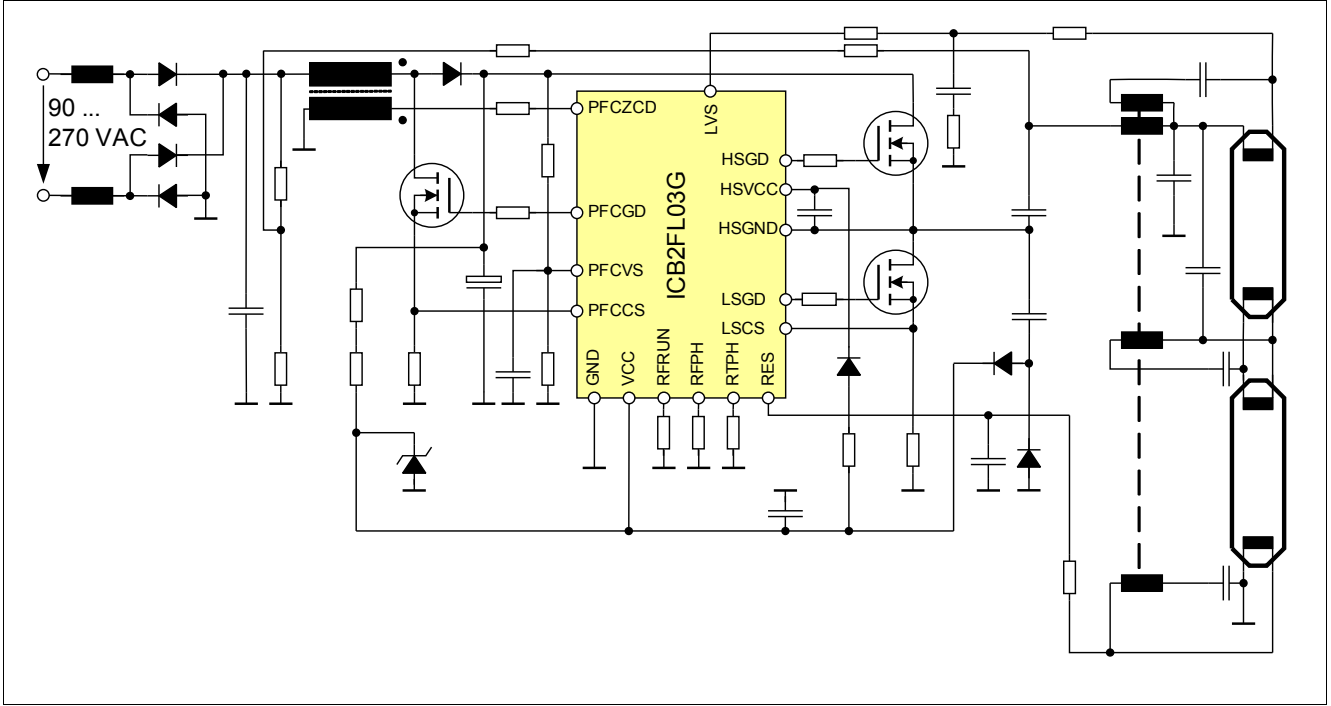 90 ...
270 VAC
PFCZCD
PFCGD
PFCVS
PFCCS
LVS
ICB2FL03G
HSGD
HSVCC
HSGND
LSGD
LSCS
GND
VCC
RFRUN
RFPH
RTPH
RES